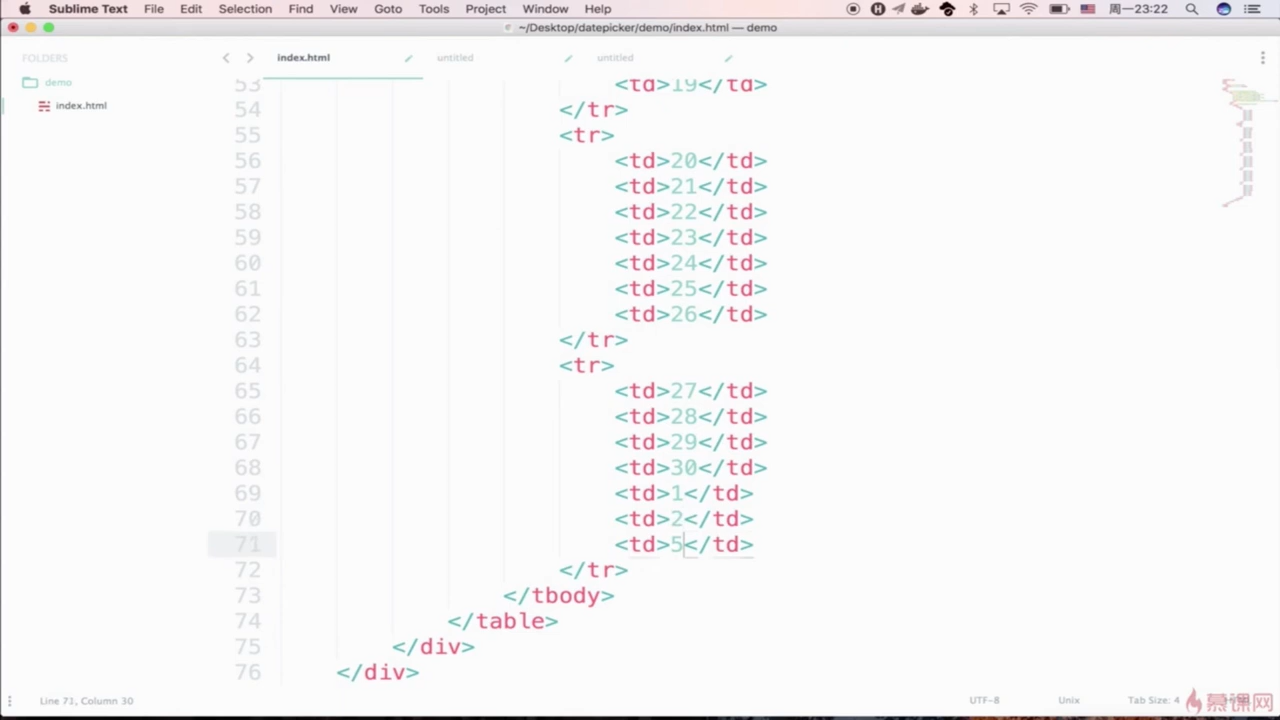 Sublime Text File Edit Selection Find View Goto Tools Project Window Help 周一23:22
~/Desktop/datepicker/demo/index.html — demo
FOLDERS
demo
index.html
index.html untitled untitled
53 <td>19</td>
54 </tr>
55 <tr>
56 <td>20</td>
57 <td>21</td>
58 <td>22</td>
59 <td>23</td>
60 <td>24</td>
61 <td>25</td>
62 <td>26</td>
63 </tr>
64 <tr>
65 <td>27</td>
66 <td>28</td>
67 <td>29</td>
68 <td>30</td>
69 <td>1</td>
70 <td>2</td>
71 <td>5</td>
72 </tr>
73 </tbody>
74 </table>
75 </div>
76 </div>
Line 71, Column 30 UTF-8 Unix Tab Size: 4
慕课网